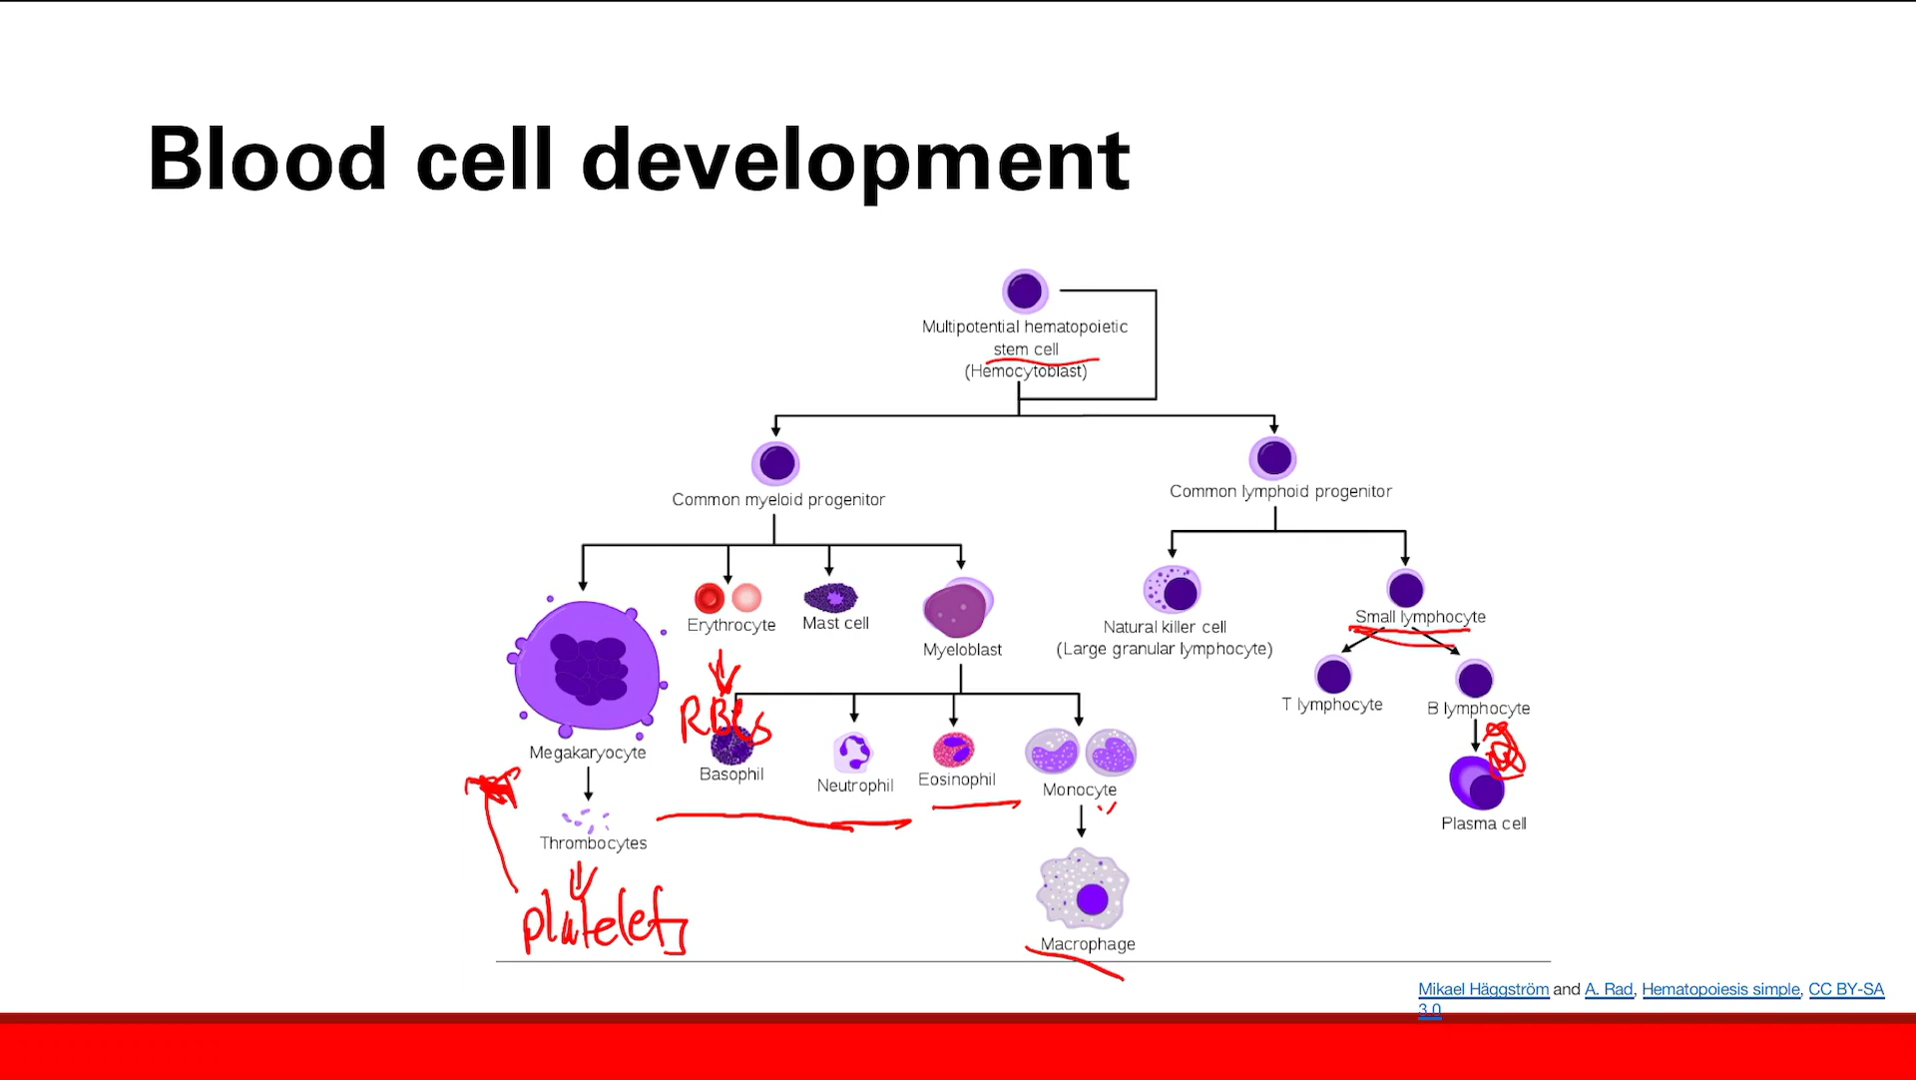 Blood cell development
Multipotential hematopoietic
stem cell
(Hemocytoblast)
Common myeloid progenitor
Common lymphoid progenitor
Erythrocyte
Mast cell
Myeloblast
Natural killer cell
(Large granular lymphocyte)
Small lymphocyte
T lymphocyte
B lymphocyte
RBCs
Megakaryocyte
Basophil
Neutrophil
Eosinophil
Monocyte
Plasma cell
Thrombocytes
platelets
Macrophage
Mikael Häggström and A. Rad, Hematopoiesis simple, CC BY-SA
3.0